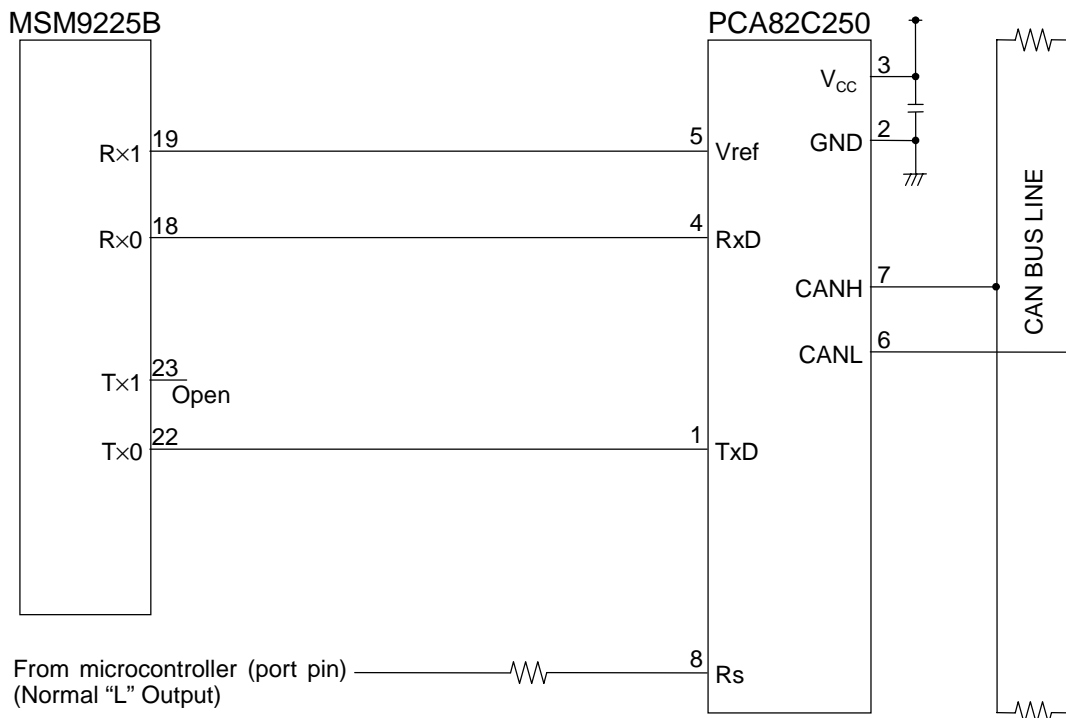 MSM9225B
PCA82C250
3
VCC
2
GND
R×1
19
5
Vref
R×0
18
4
RxD
7
CANH
CAN BUS LINE
6
CANL
T×1
23
Open
T×0
22
1
TxD
From microcontroller (port pin)
(Normal “L” Output)
8
Rs